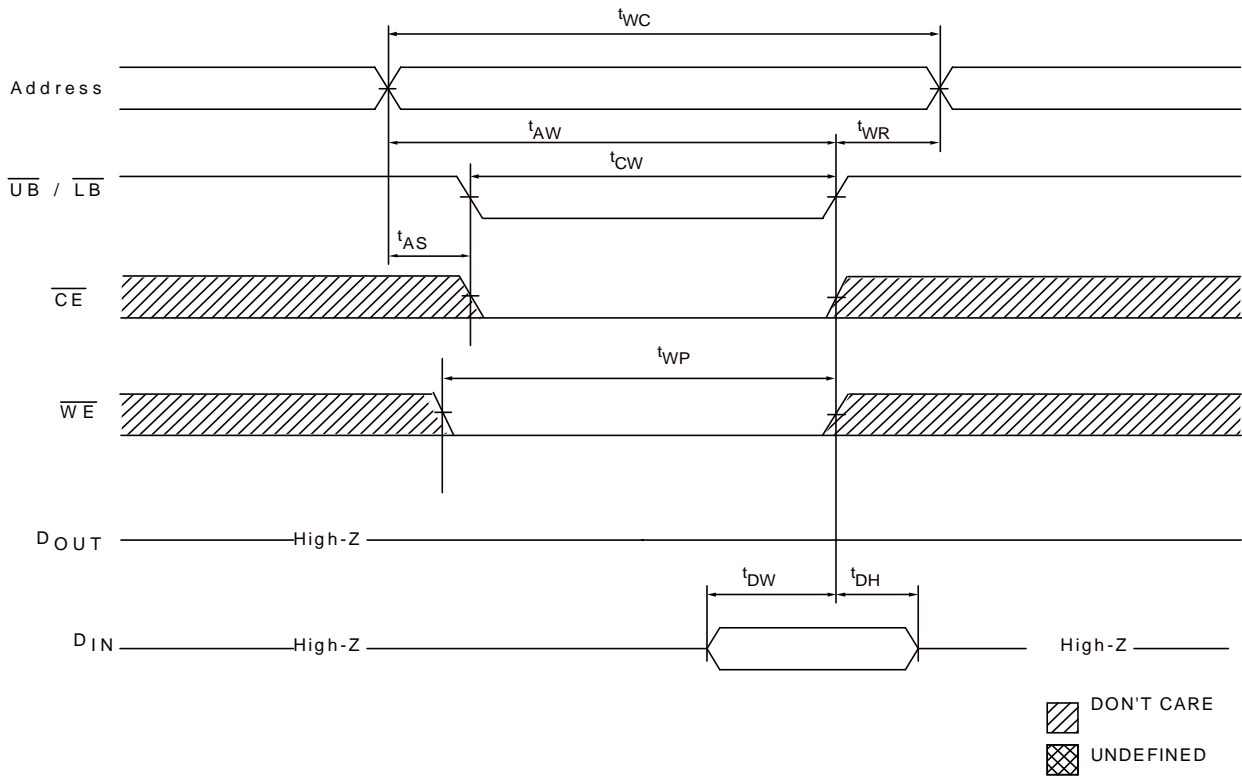 tWC
Address
tAW
tWR
tCW
UB / LB
tAS
CE
tWP
WE
DOUT High-Z
tDW
tDH
DIN High-Z High-Z
DON'T CARE
UNDEFINED